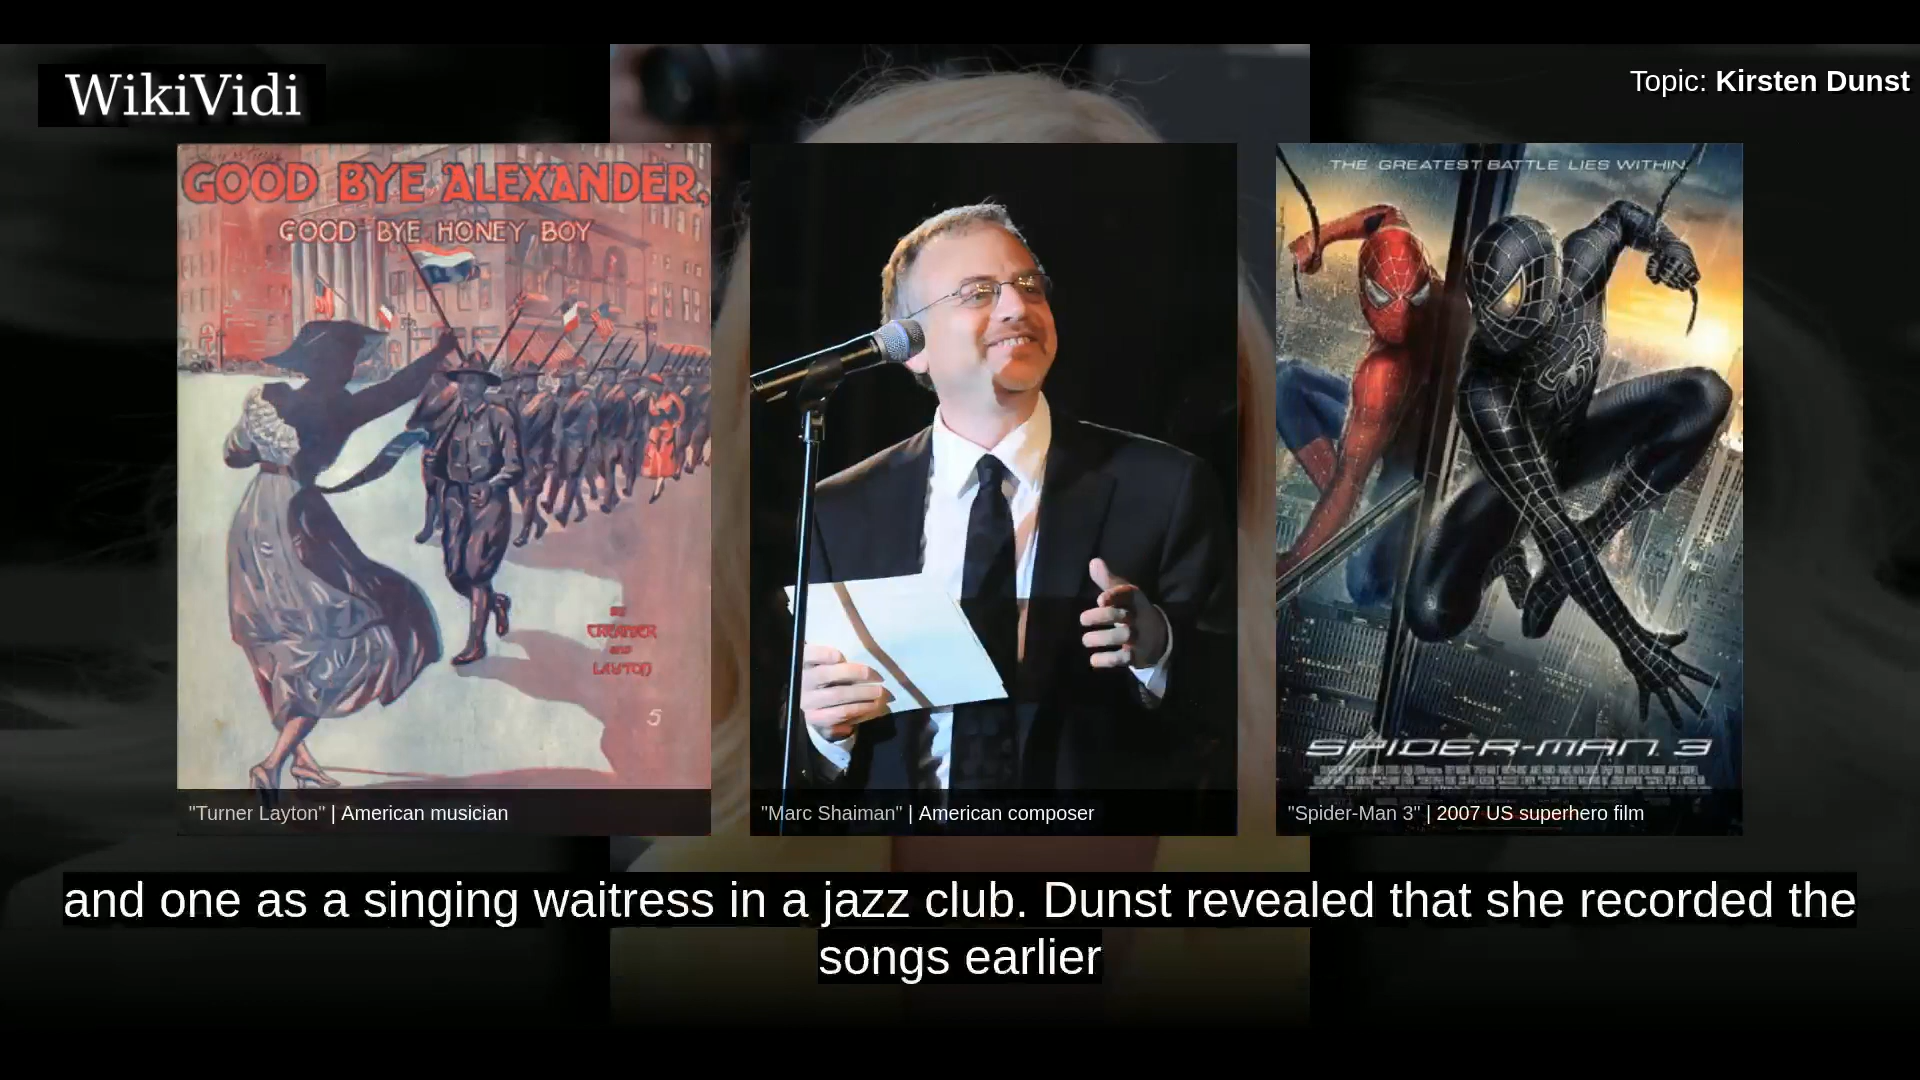 WikiVidi
Topic: Kirsten Dunst
GOOD BYE ALEXANDER,
GOOD-BYE HONEY BOY
BY
CREAMER
and
LAYTON
5
"Turner Layton" | American musician
"Marc Shaiman" | American composer
THE GREATEST BATTLE LIES WITHIN.
SPIDER-MAN 3
"Spider-Man 3" | 2007 US superhero film
and one as a singing waitress in a jazz club. Dunst revealed that she recorded the
songs earlier